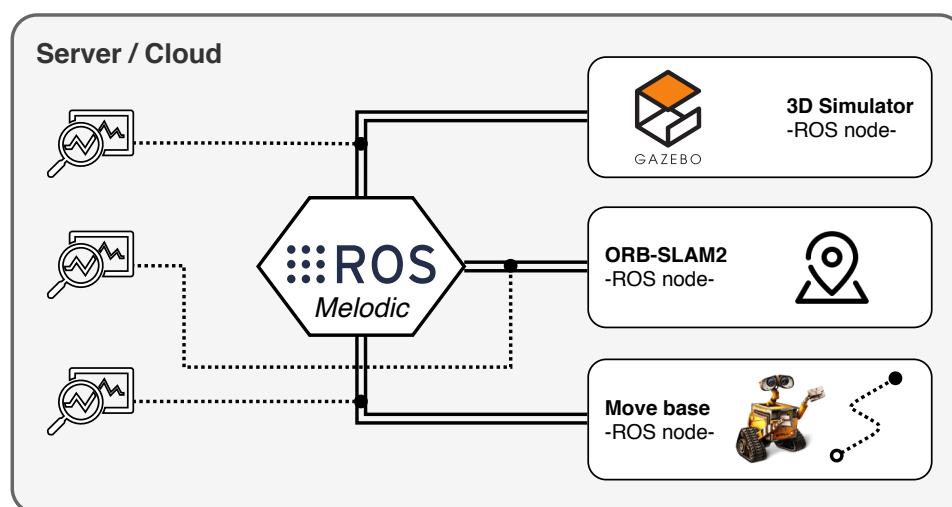 Server / Cloud
GAZEBO
3D Simulator
-ROS node-
ROS
Melodic
ORB-SLAM2
-ROS node-
Move base
-ROS node-